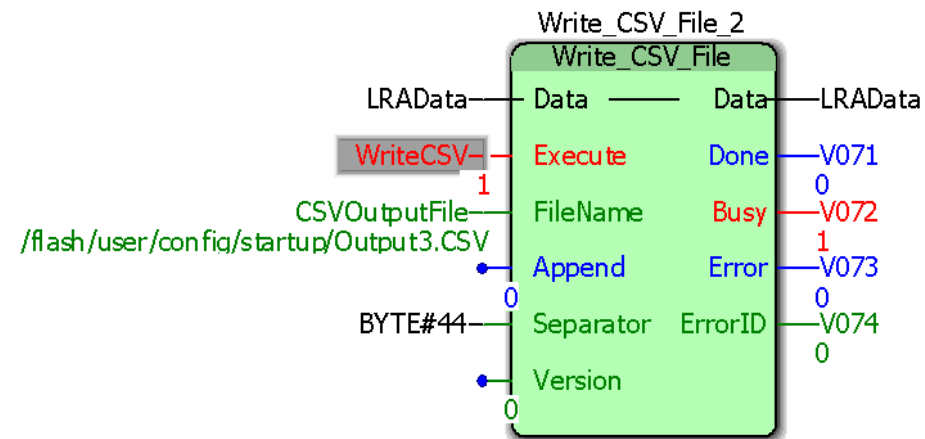 Write_CSV_File_2
Write_CSV_File
LRAData Data Data LRAData
WriteCSV Execute Done V071
1 0
CSVOutputFile FileName Busy V072
/flash/user/config/startup/Output3.CSV 1
Append Error V073
0 0
BYTE#44 Separator ErrorID V074
0
Version
0